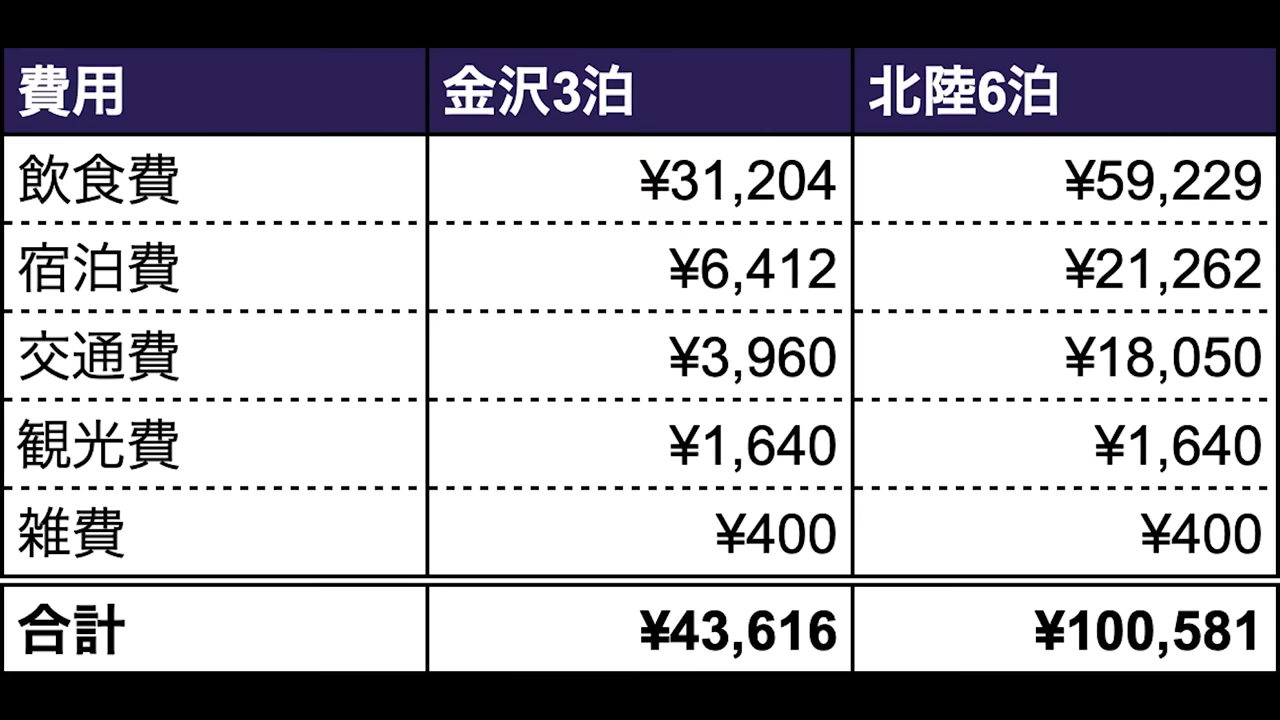 費用 金沢3泊 北陸6泊
飲食費 ¥31,204 ¥59,229
宿泊費 ¥6,412 ¥21,262
交通費 ¥3,960 ¥18,050
観光費 ¥1,640 ¥1,640
雑費 ¥400 ¥400
合計 ¥43,616 ¥100,581